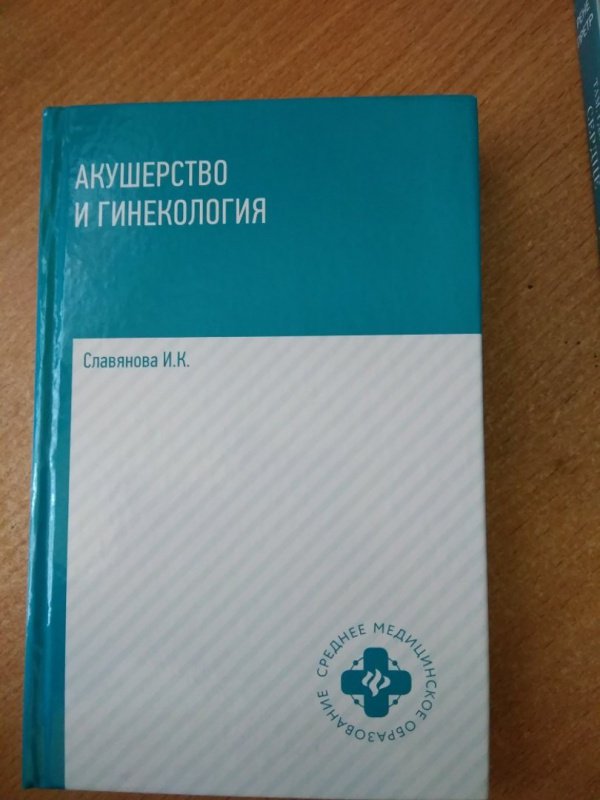 АКУШЕРСТВО
И ГИНЕКОЛОГИЯ
Славянова И.К.
СРЕДНЕЕ МЕДИЦИНСКОЕ ОБРАЗОВАНИЕ